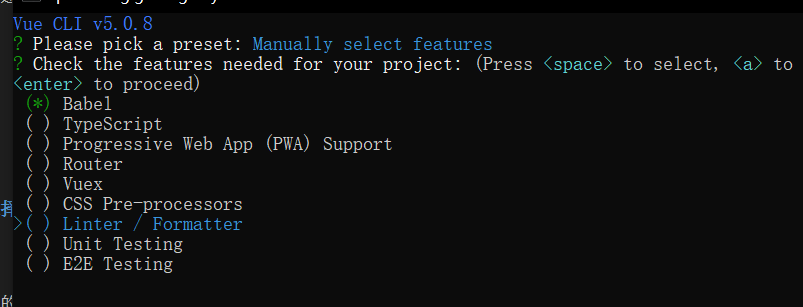 Vue CLI v5.0.8
? Please pick a preset: Manually select features
? Check the features needed for your project: (Press <space> to select, <a> to
<enter> to proceed)
(*) Babel
( ) TypeScript
( ) Progressive Web App (PWA) Support
( ) Router
( ) Vuex
( ) CSS Pre-processors
>( ) Linter / Formatter
( ) Unit Testing
( ) E2E Testing
择
的